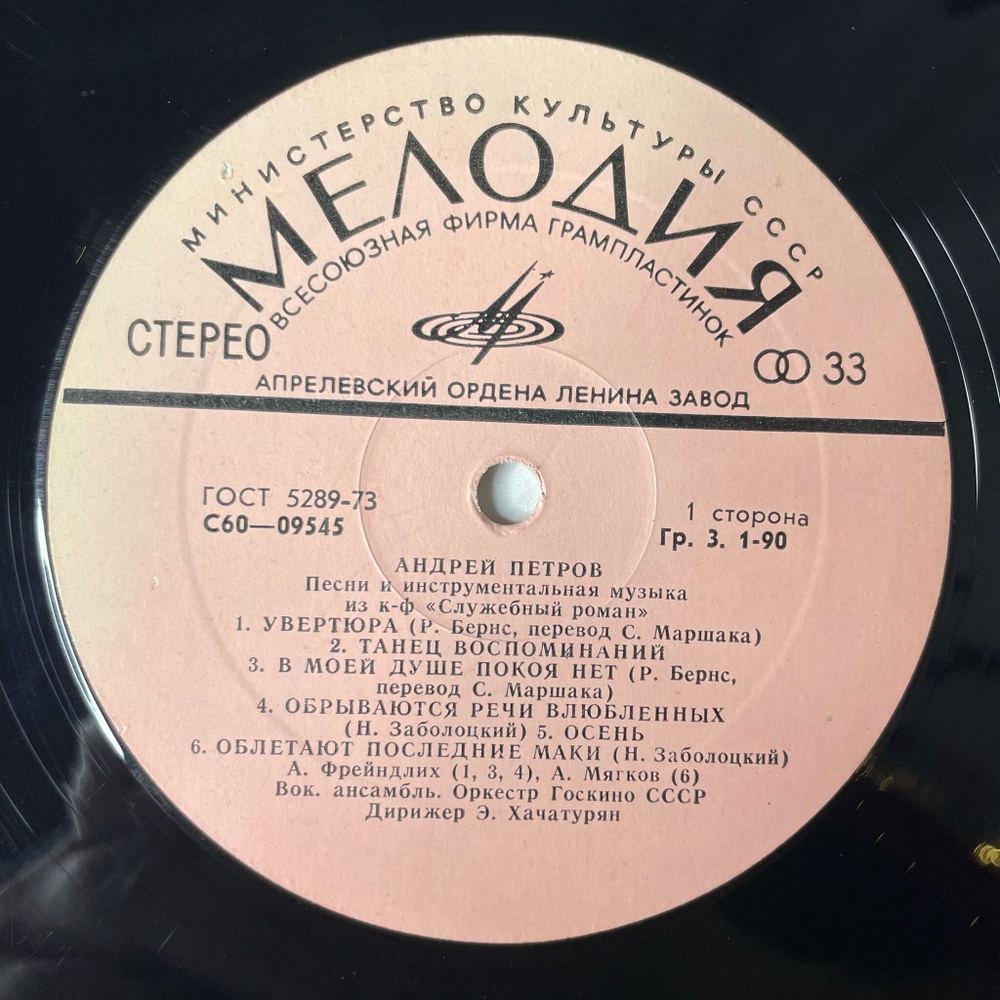 МИНИСТЕРСТВО КУЛЬТУРЫ СССР
МЕЛОДИЯ
ВСЕСОЮЗНАЯ ФИРМА ГРАМПЛАСТИНОК
СТЕРЕО
33
АПРЕЛЕВСКИЙ ОРДЕНА ЛЕНИНА ЗАВОД
ГОСТ 5289-73
С60—09545
1 сторона
Гр. 3. 1-90
АНДРЕЙ ПЕТРОВ
Песни и инструментальная музыка
из к-ф «Служебный роман»
1. УВЕРТЮРА (Р. Бернс, перевод С. Маршака)
2. ТАНЕЦ ВОСПОМИНАНИЙ
3. В МОЕЙ ДУШЕ ПОКОЯ НЕТ (Р. Бернс,
перевод С. Маршака)
4. ОБРЫВАЮТСЯ РЕЧИ ВЛЮБЛЕННЫХ
(Н. Заболоцкий) 5. ОСЕНЬ
6. ОБЛЕТАЮТ ПОСЛЕДНИЕ МАКИ (Н. Заболоцкий)
А. Фрейндлих (1, 3, 4), А. Мягков (6)
Вок. ансамбль. Оркестр Госкино СССР
Дирижер Э. Хачатурян